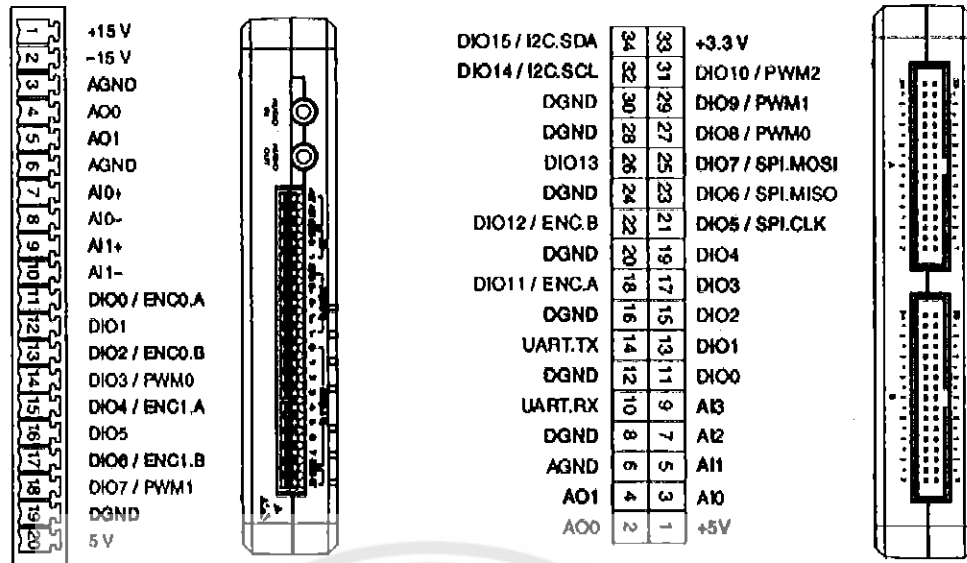 1 +15 V
2 -15 V
3 AGND
4 AO0
5 AO1
6 AGND
7 AI0+
8 AI0-
9 AI1+
10 AI1-
11 DIO0 / ENC0.A
12 DIO1
13 DIO2 / ENC0.B
14 DIO3 / PWM0
15 DIO4 / ENC1.A
16 DIO5
17 DIO6 / ENC1.B
18 DIO7 / PWM1
19 DGND
20 5 V
AUDIO IN
AUDIO OUT
DIO15 / I2C.SDA 34 33 +3.3 V
DIO14 / I2C.SCL 32 31 DIO10 / PWM2
DGND 30 29 DIO9 / PWM1
DGND 28 27 DIO8 / PWM0
DIO13 26 25 DIO7 / SPI.MOSI
DGND 24 23 DIO6 / SPI.MISO
DIO12 / ENC.B 22 21 DIO5 / SPI.CLK
DGND 20 19 DIO4
DIO11 / ENC.A 18 17 DIO3
DGND 16 15 DIO2
UART.TX 14 13 DIO1
DGND 12 11 DIO0
UART.RX 10 9 AI3
DGND 8 7 AI2
AGND 6 5 AI1
AO1 4 3 AI0
AO0 2 1 +5V